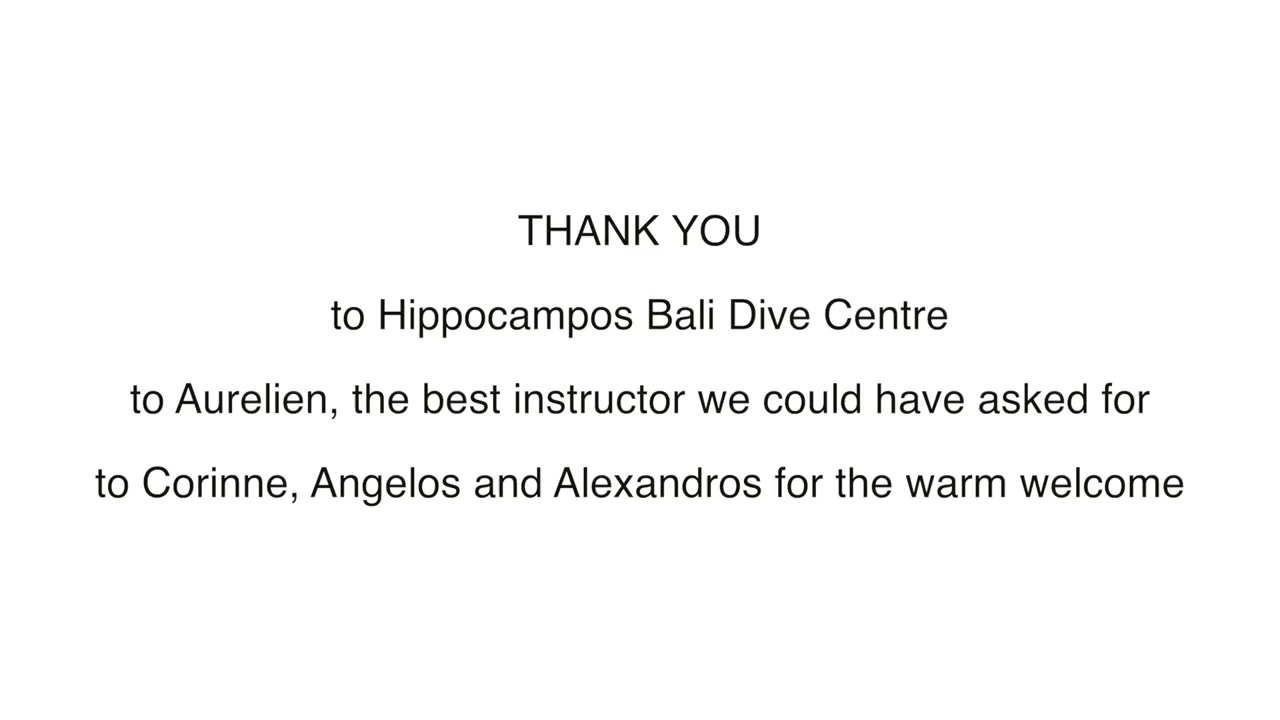 THANK YOU
to Hippocampos Bali Dive Centre
to Aurelien, the best instructor we could have asked for
to Corinne, Angelos and Alexandros for the warm welcome